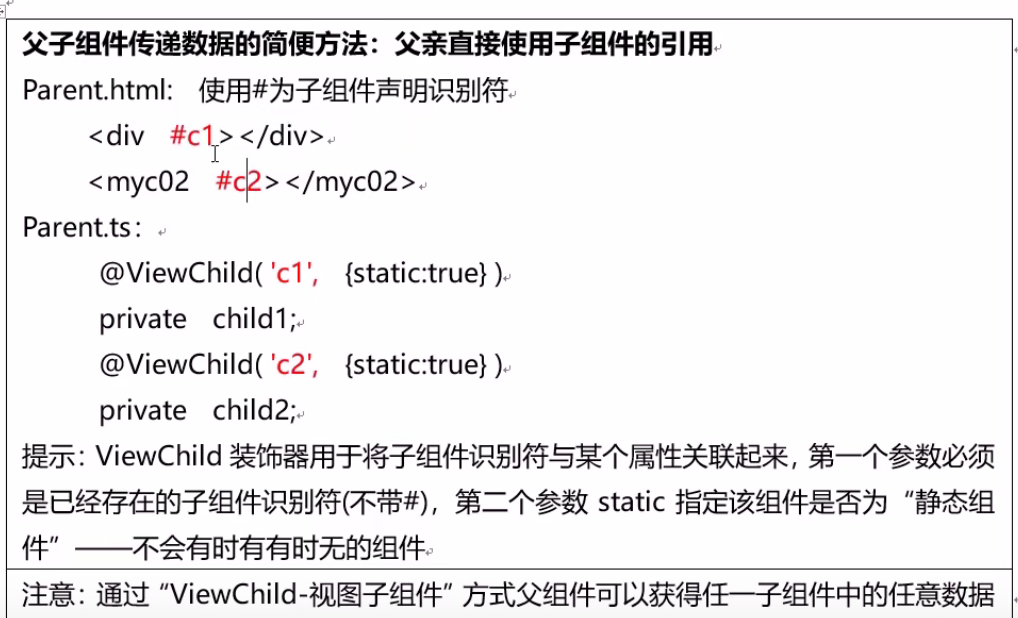 父子组件传递数据的简便方法：父亲直接使用子组件的引用
Parent.html: 使用#为子组件声明识别符
<div #c1></div>
<myc02 #c2></myc02>
Parent.ts：
@ViewChild( 'c1', {static:true} )
private child1;
@ViewChild( 'c2', {static:true} )
private child2;
提示：ViewChild 装饰器用于将子组件识别符与某个属性关联起来，第一个参数必须
是已经存在的子组件识别符(不带#)，第二个参数 static 指定该组件是否为“静态组
件”——不会有时有有时无的组件
注意：通过“ViewChild-视图子组件”方式父组件可以获得任一子组件中的任意数据